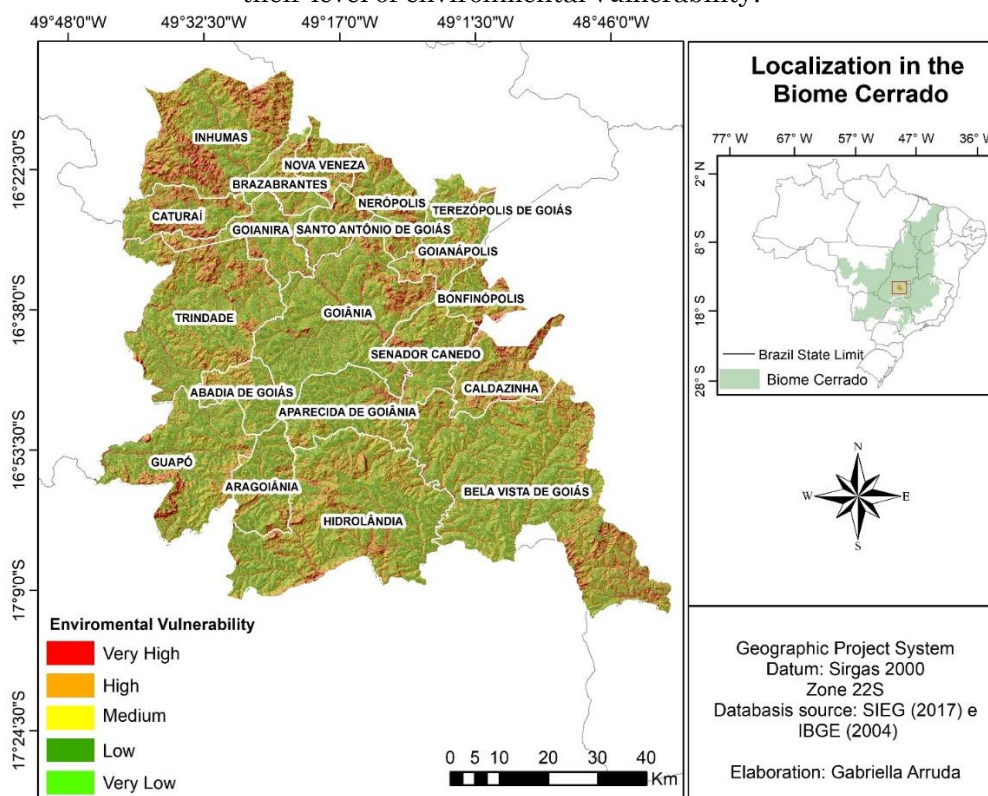 their level of environmental vulnerability.
49°48'0"W 49°32'30"W 49°17'0"W 49°1'30"W 48°46'0"W
16°22'30"S
16°38'0"S
16°53'30"S
17°9'0"S
17°24'30"S
INHUMAS
NOVA VENEZA
BRAZABRANTES
NERÓPOLIS
CATURAÍ
TEREZÓPOLIS DE GOIÁS
GOIANIRA
SANTO ANTÔNIO DE GOIÁS
GOIANÁPOLIS
BONFINÓPOLIS
TRINDADE
GOIÂNIA
SENADOR CANEDO
ABADIA DE GOIÁS
CALDAZINHA
APARECIDA DE GOIÂNIA
GUAPÓ
ARAGOIÂNIA
BELA VISTA DE GOIÁS
HIDROLÂNDIA
Enviromental Vulnerability
Very High
High
Medium
Low
Very Low
0 5 10 20 30 40
Km
Localization in the
Biome Cerrado
77° W 67° W 57° W 47° W 36° W
2° N
8° S
18° S
28° S
Brazil State Limit
Biome Cerrado
N
W E
S
Geographic Project System
Datum: Sirgas 2000
Zone 22S
Databasis source: SIEG (2017) e
IBGE (2004)
Elaboration: Gabriella Arruda